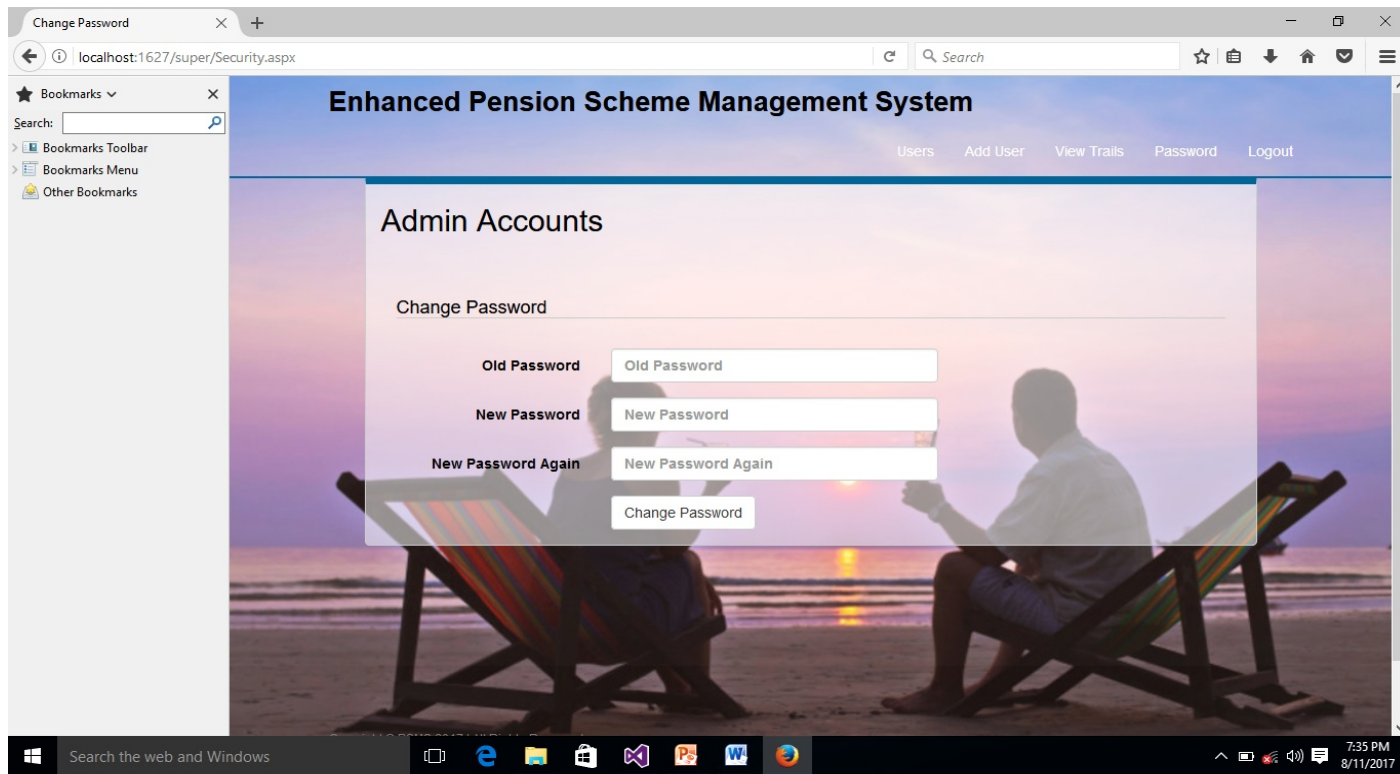 Change Password
localhost:1627/super/Security.aspx
Search
Bookmarks
Search:
Bookmarks Toolbar
Bookmarks Menu
Other Bookmarks
Enhanced Pension Scheme Management System
Users Add User View Trails Password Logout
Admin Accounts
Change Password
Old Password Old Password
New Password New Password
New Password Again New Password Again
Change Password
Search the web and Windows
7:35 PM
8/11/2017